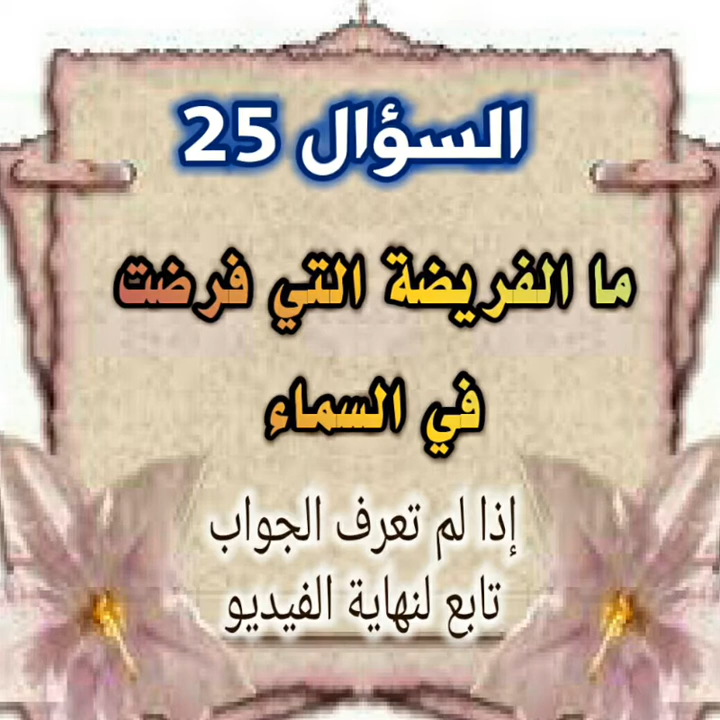 السؤال 25
ما الفريضة التي فرضت
في السماء
إذا لم تعرف الجواب
تابع لنهاية الفيديو